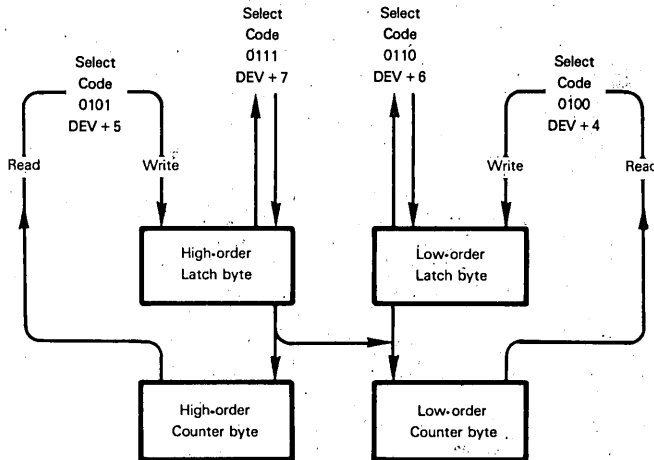 Select
Code
0111
DEV + 7
Select
Code
0110
DEV + 6
Select
Code
0101
DEV + 5
Select
Code
0100
DEV + 4
Read
Write
Write
Read
High-order
Latch byte
Low-order
Latch byte
High-order
Counter byte
Low-order
Counter byte